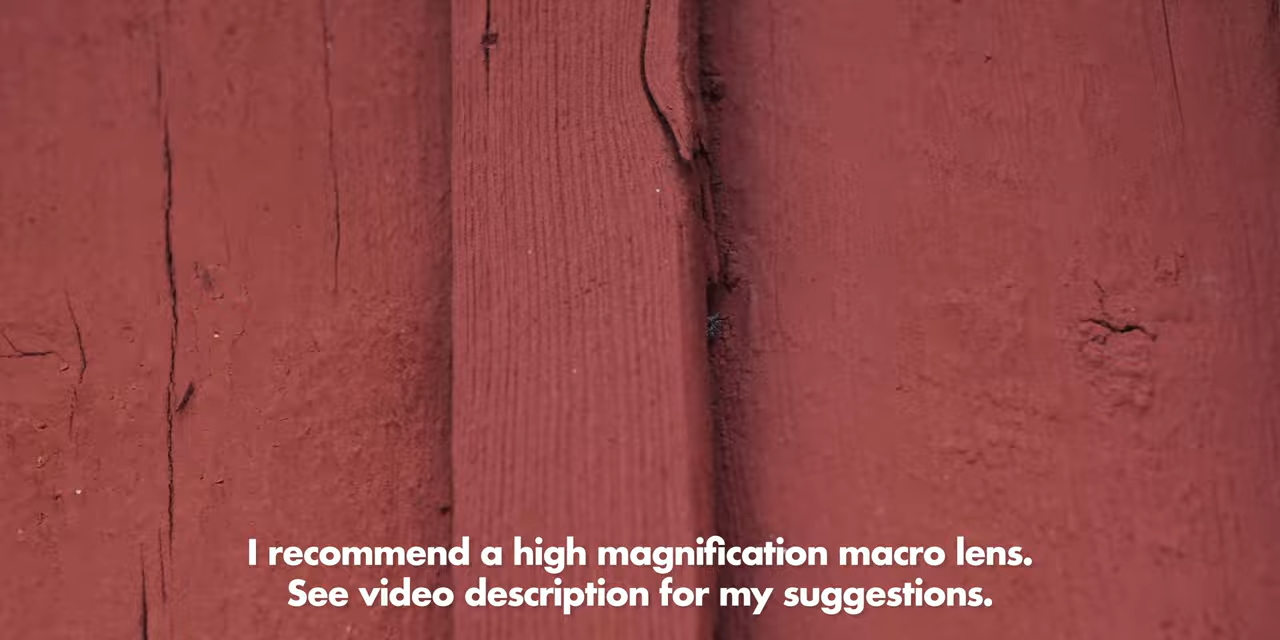 I recommend a high magnification macro lens.
See video description for my suggestions.